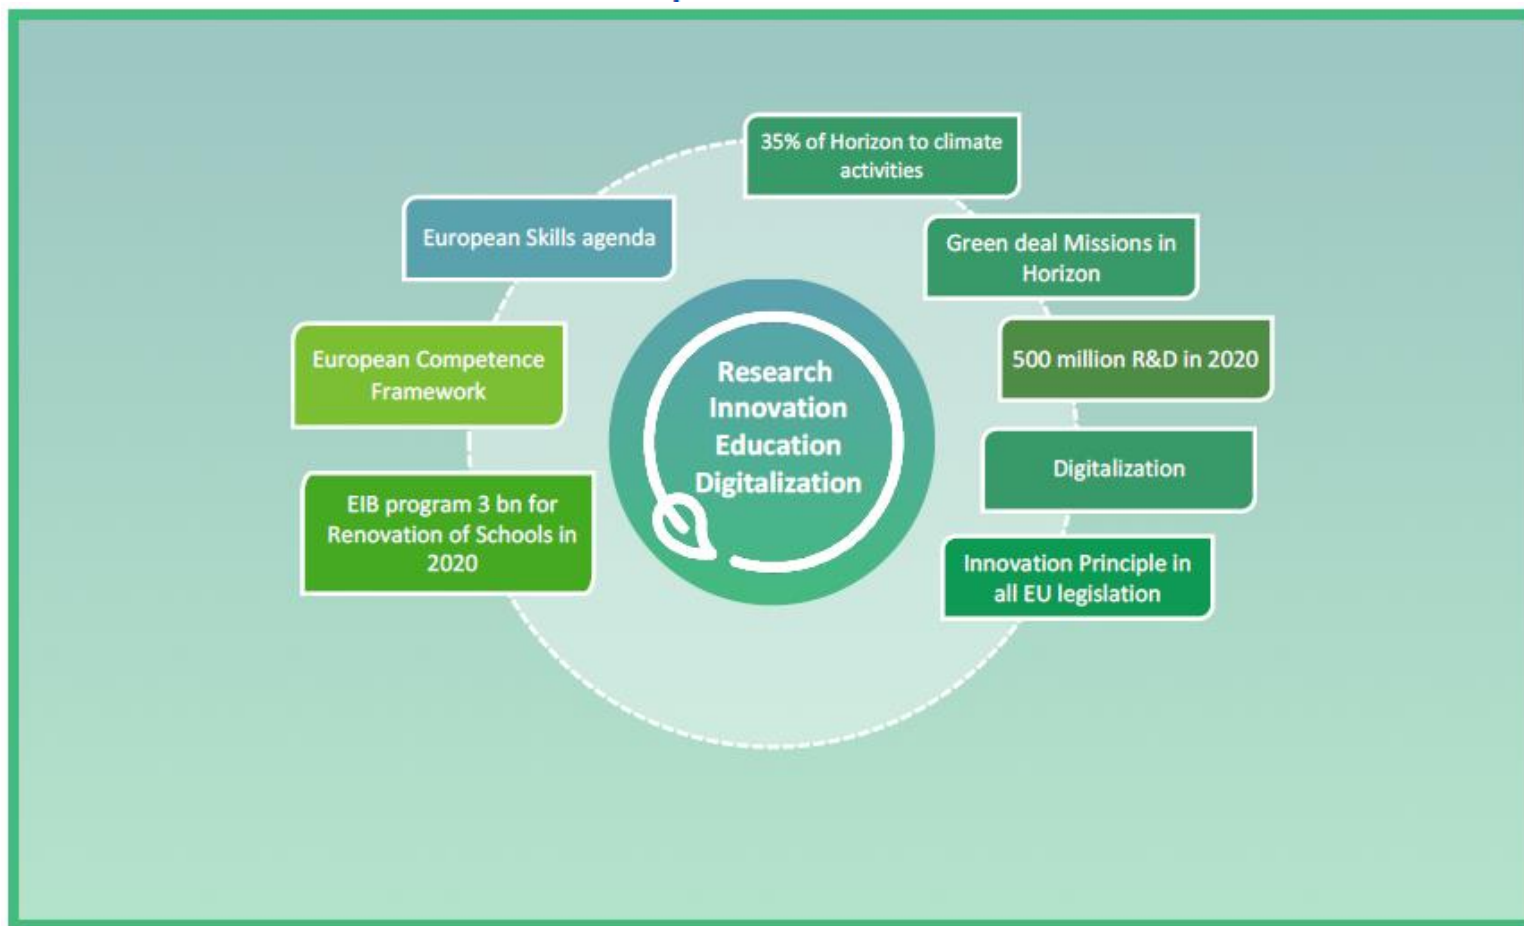 35% of Horizon to climate
activities
European Skills agenda
Green deal Missions in
Horizon
European Competence
Framework
500 million R&D in 2020
Research
Innovation
Education
Digitalization
Digitalization
EIB program 3 bn for
Renovation of Schools in
2020
Innovation Principle in
all EU legislation